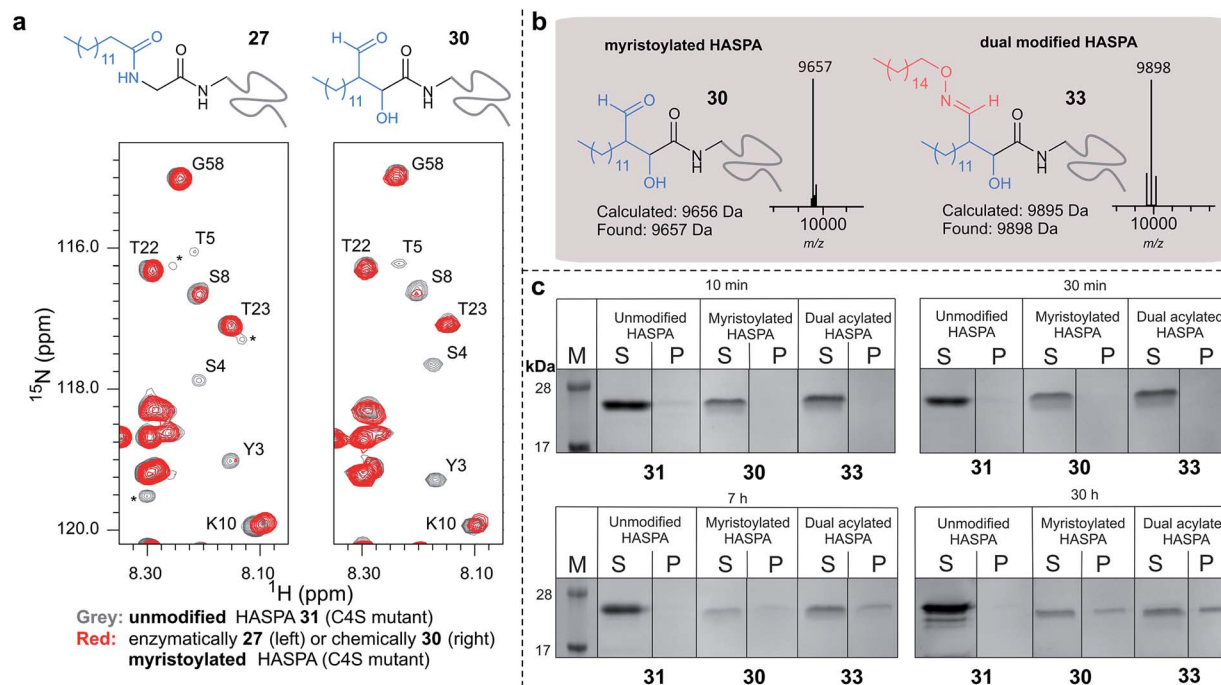 a
11
O
HN
O
N
H
27
O
H
11
OH
O
N
H
30
G58
T22
T5
*
S8
T23
*
S4
Y3
*
K10
G58
T22
T5
S8
T23
S4
Y3
K10
116.0
118.0
120.0
15N (ppm)
8.30
8.10
8.30
8.10
1H (ppm)
Grey: unmodified HASPA 31 (C4S mutant)
Red: enzymatically 27 (left) or chemically 30 (right)
myristoylated HASPA (C4S mutant)
b
myristoylated HASPA
30
H
O
11
OH
O
N
H
9657
10000
m/z
Calculated: 9656 Da
Found: 9657 Da
dual modified HASPA
33
14
O
N
H
11
OH
O
N
H
9898
10000
m/z
Calculated: 9895 Da
Found: 9898 Da
c
10 min
Unmodified HASPA
Myristoylated HASPA
Dual acylated HASPA
M S P S P S P
kDa
28
17
31 30 33
30 min
Unmodified HASPA
Myristoylated HASPA
Dual acylated HASPA
S P S P S P
31 30 33
7 h
Unmodified HASPA
Myristoylated HASPA
Dual acylated HASPA
M S P S P S P
28
17
31 30 33
30 h
Unmodified HASPA
Myristoylated HASPA
Dual acylated HASPA
M S P S P S P
28
17
31 30 33